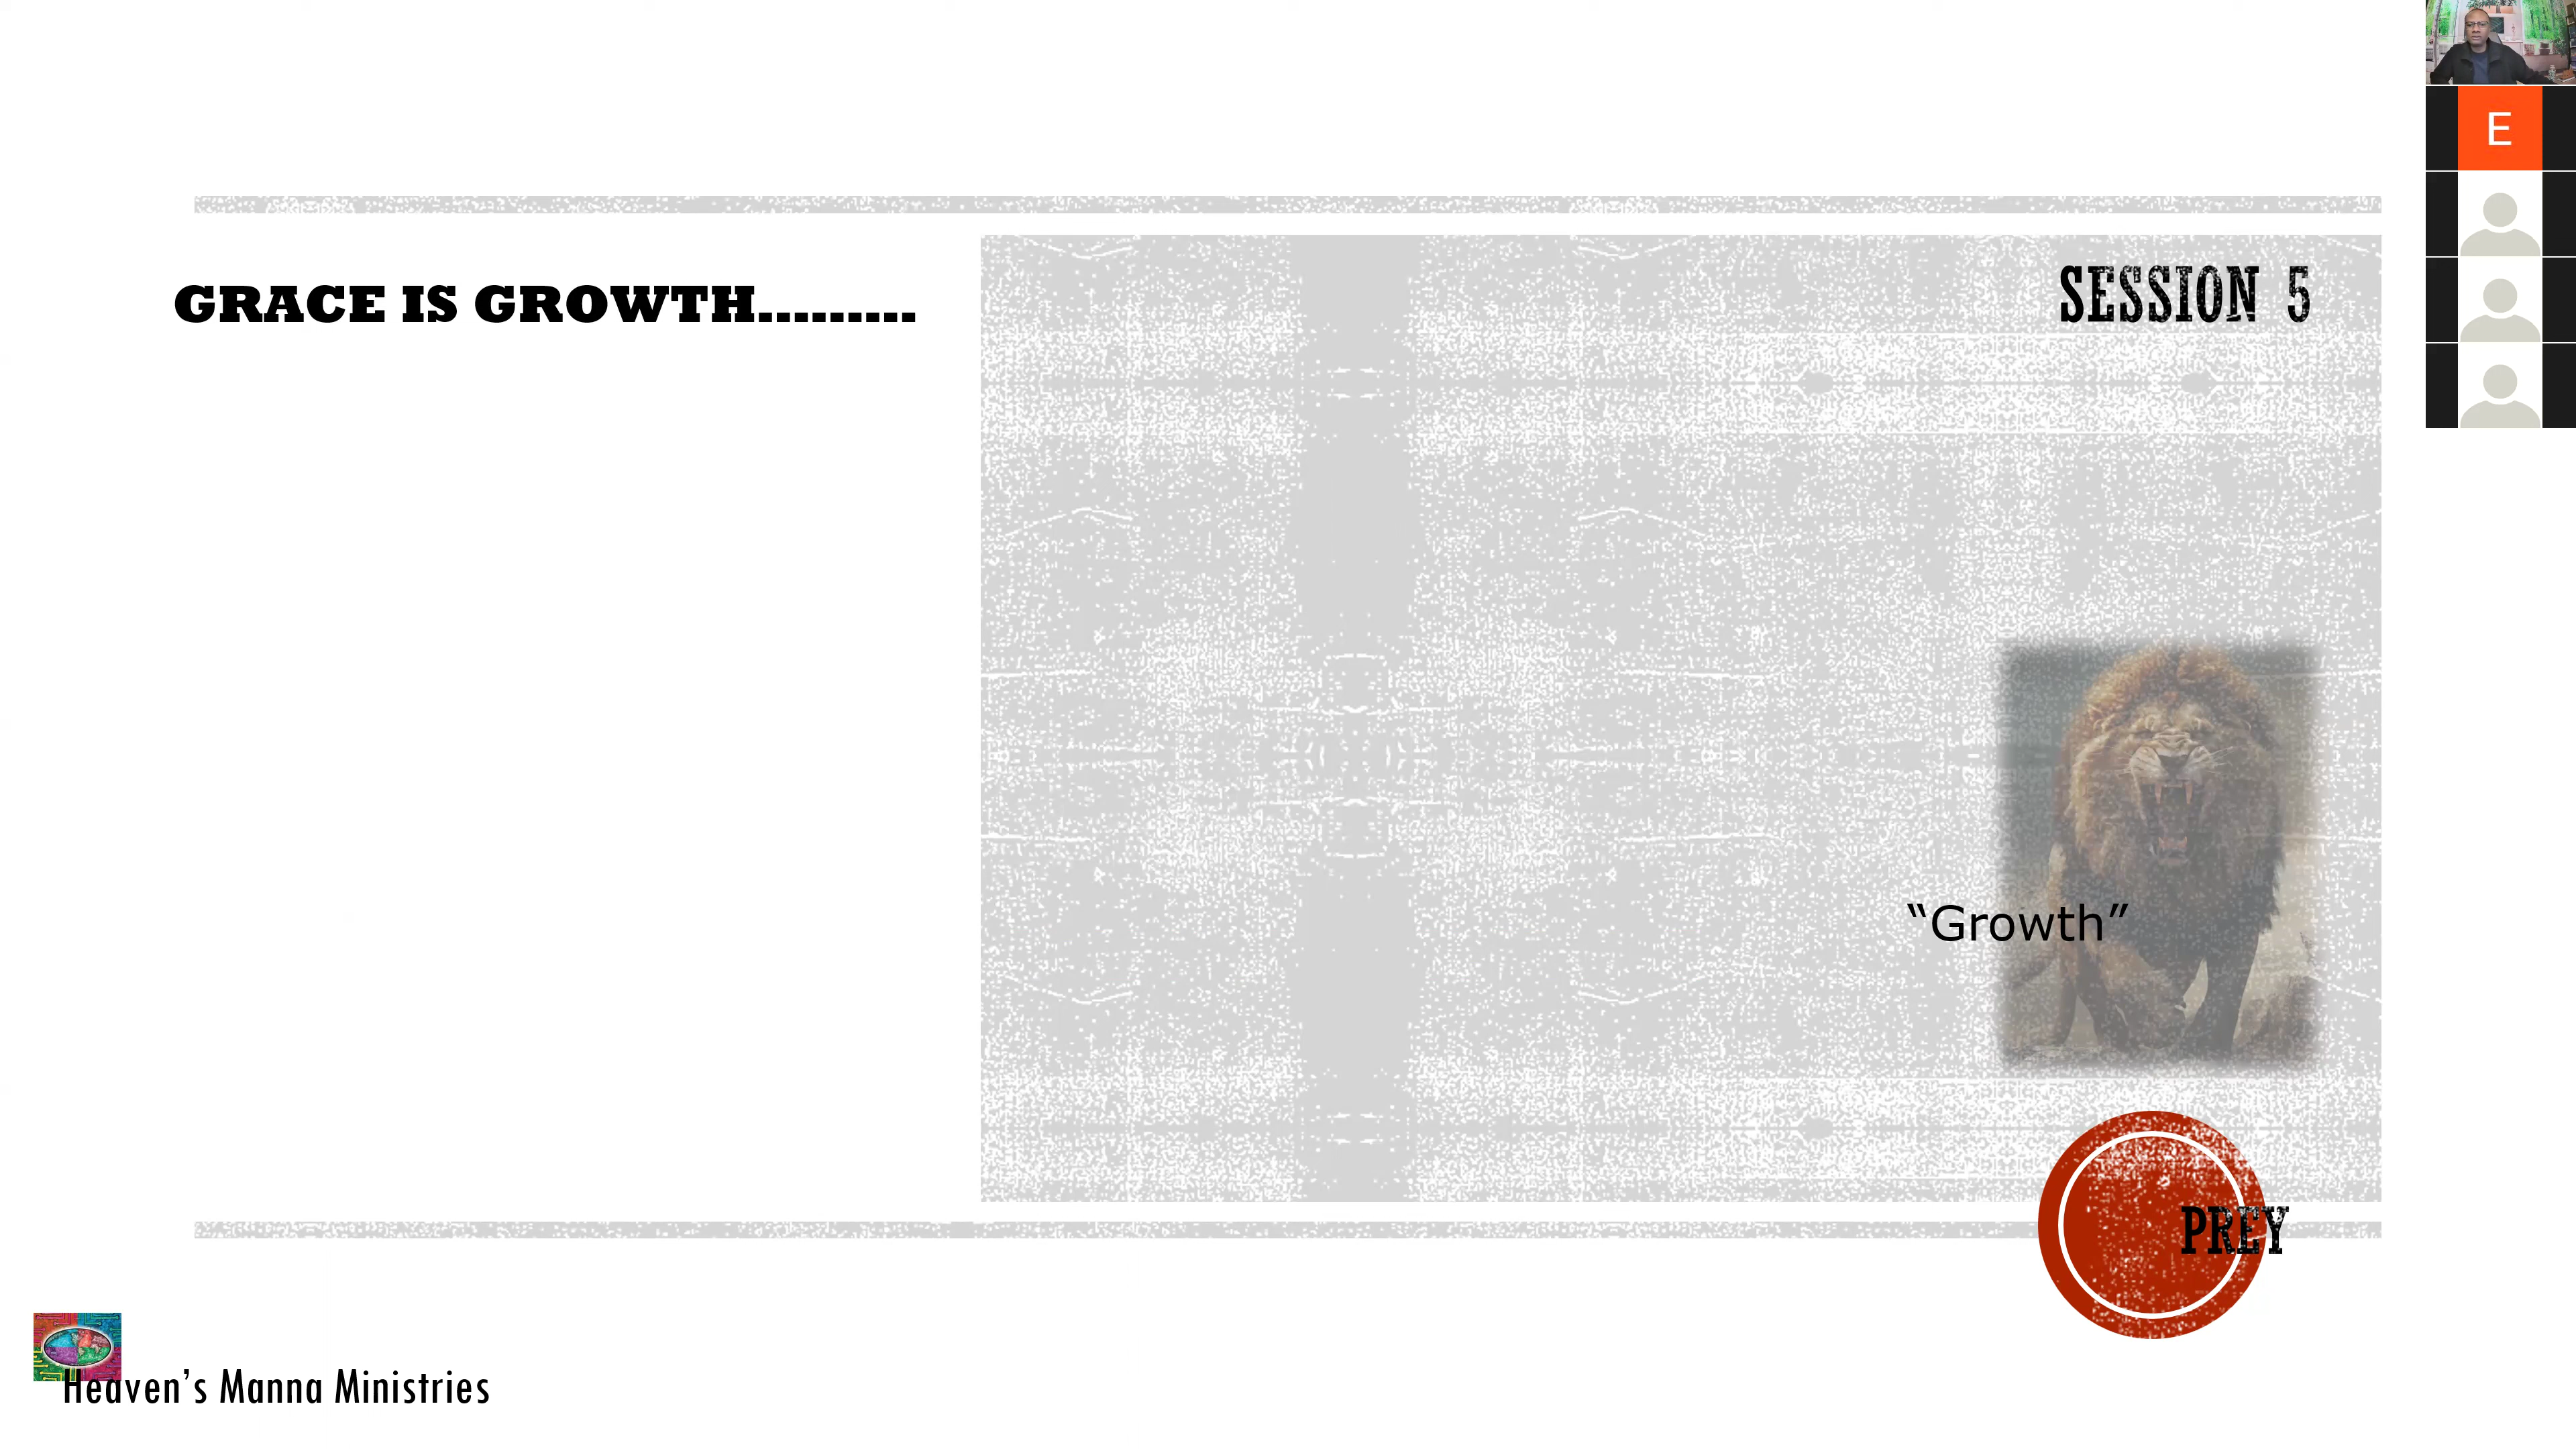 E
GRACE IS GROWTH.........
SESSION 5
“Growth”
PREY
Heaven’s Manna Ministries